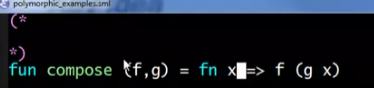 polymorphic_examples.sml
(*
*)
fun compose (f,g) = fn x => f (g x)